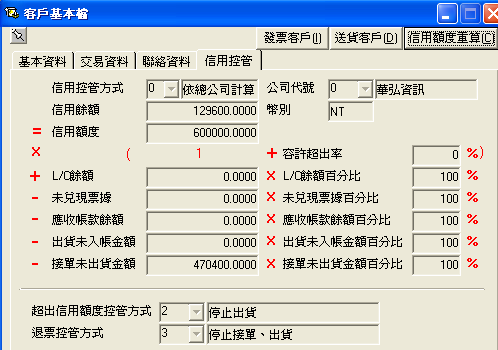 客戶基本檔
發票客戶(I) 送貨客戶(D) 信用額度重算(C)
基本資料 交易資料 聯絡資料 信用控管
信用控管方式 0 依總公司計算 公司代號 0 華弘資訊
信用餘額 129600.0000 幣別 NT
= 信用額度 600000.0000
× ( 1 + 容許超出率 0 %)
+ L/C餘額 0.0000 × L/C餘額百分比 100 %
- 未兌現票據 0.0000 × 未兌現票據百分比 100 %
- 應收帳款餘額 0.0000 × 應收帳款餘額百分比 100 %
- 出貨未入帳金額 0.0000 × 出貨未入帳金額百分比 100 %
- 接單未出貨金額 470400.0000 × 接單未出貨金額百分比 100 %
超出信用額度控管方式 2 停止出貨
退票控管方式 3 停止接單、出貨